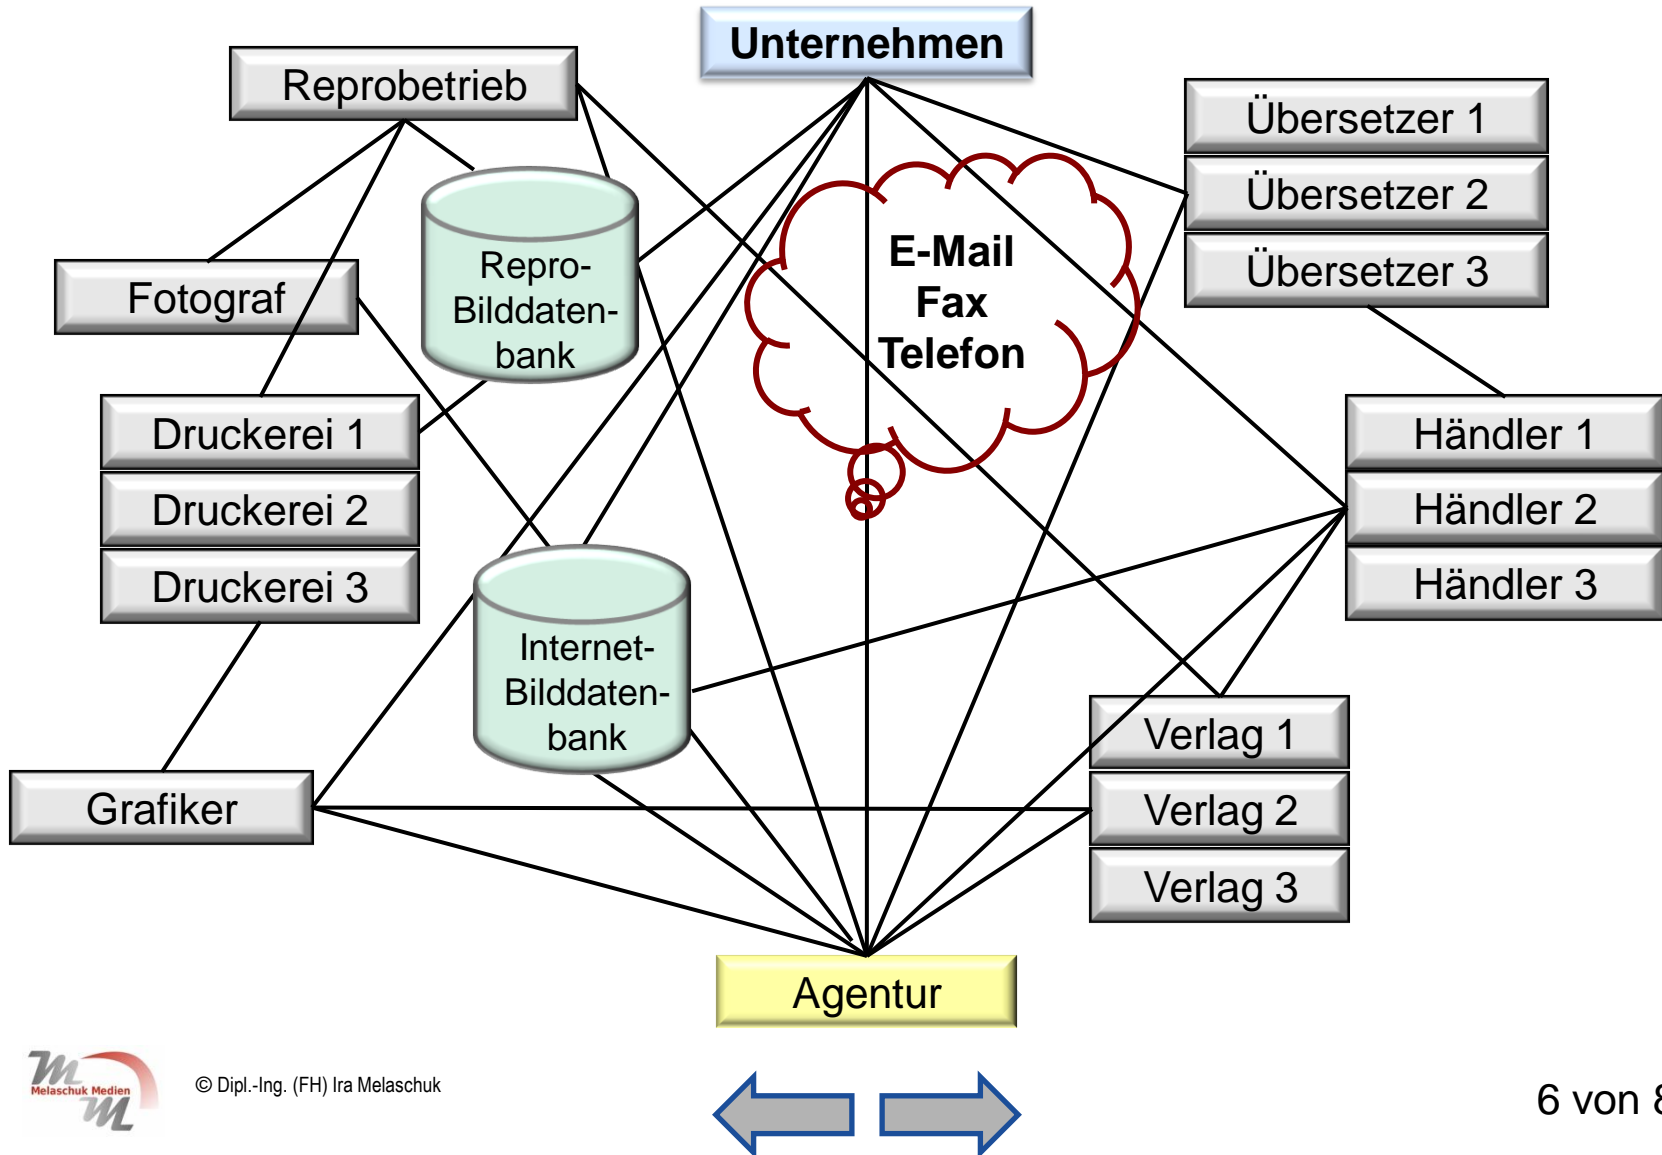 Unternehmen
Reprobetrieb
Übersetzer 1
Übersetzer 2
Übersetzer 3
E-Mail
Fax
Telefon
Repro-
Bilddaten-
bank
Fotograf
Druckerei 1
Druckerei 2
Druckerei 3
Händler 1
Händler 2
Händler 3
Internet-
Bilddaten-
bank
Verlag 1
Verlag 2
Verlag 3
Grafiker
Agentur
M
Melaschuk Medien
M
© Dipl.-Ing. (FH) Ira Melaschuk
6 von 8